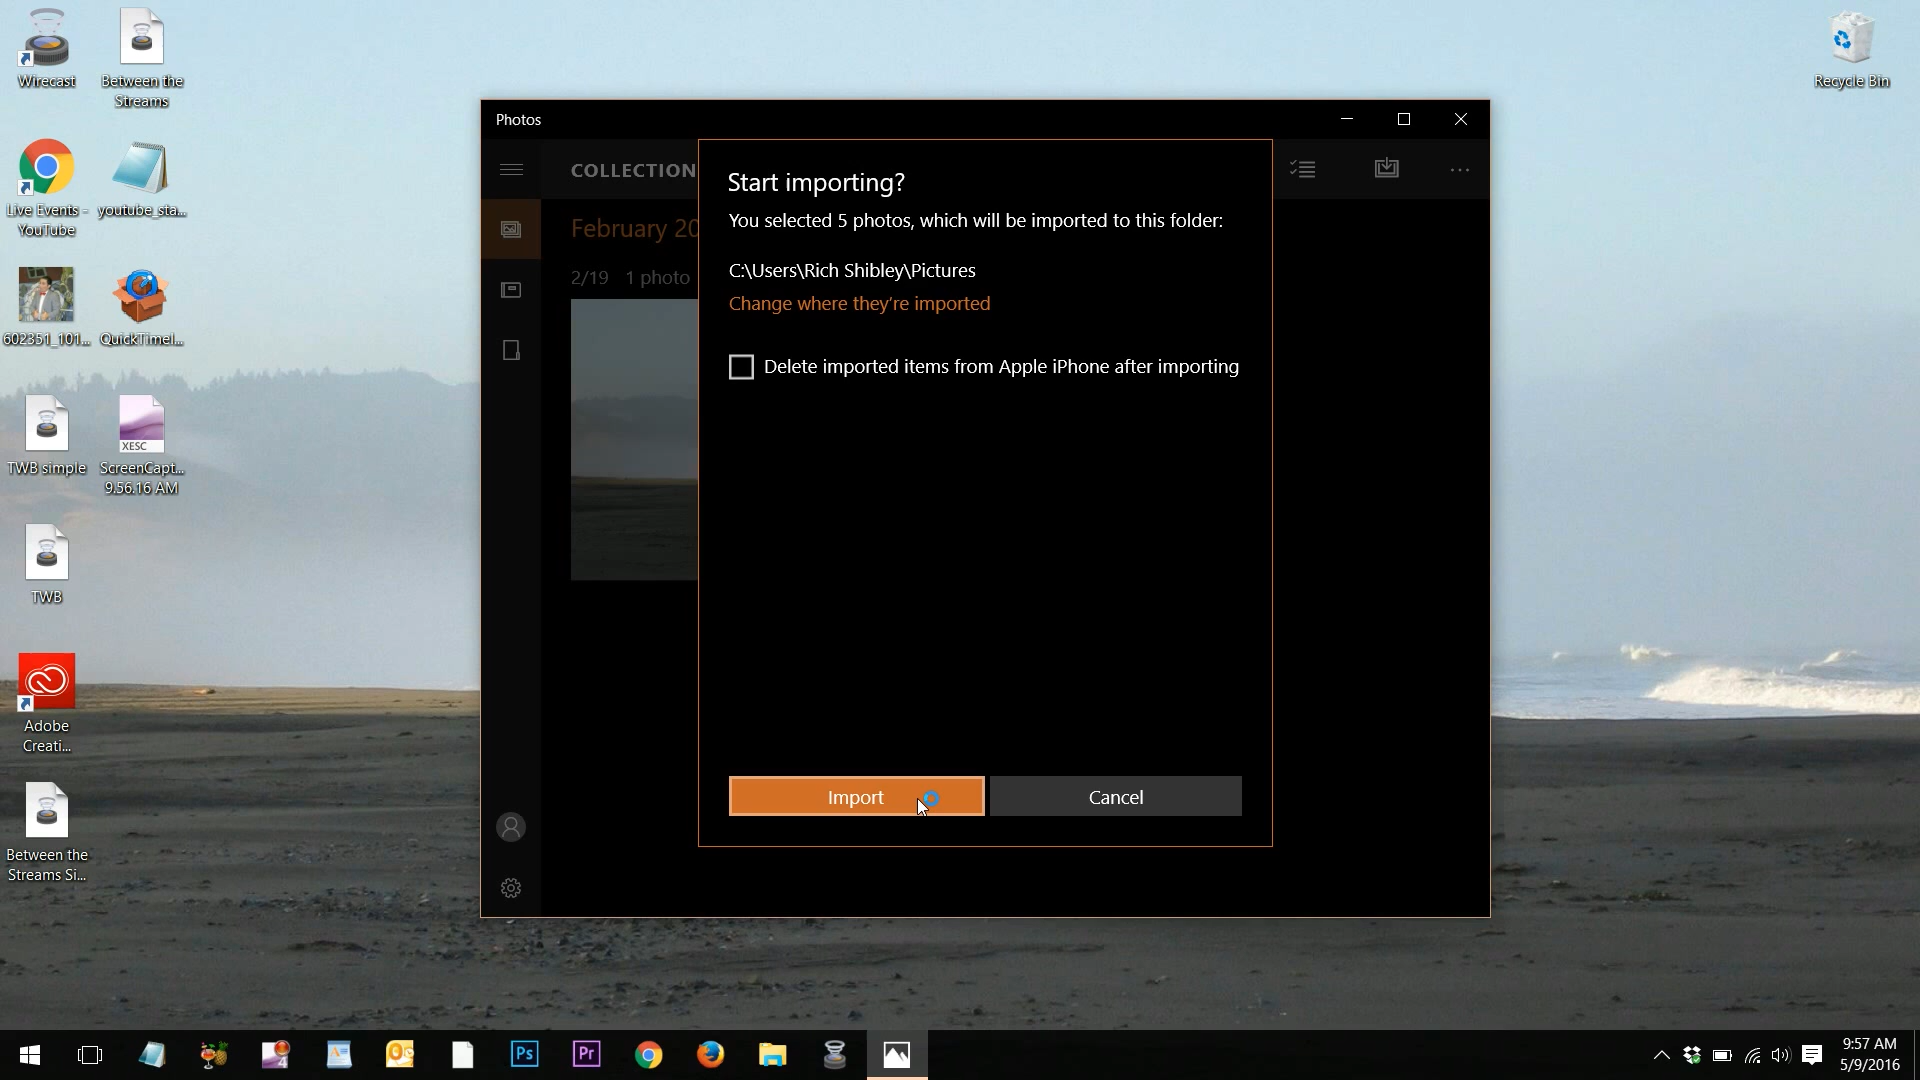 Wirecast
Between the
Streams
Recycle Bin
Live Events -
YouTube
youtube_sta...
602351_101...
QuickTimeI...
TWB simple
XESC
ScreenCapt...
9.56.16 AM
TWB
Adobe
Creati...
Between the
Streams Si...
Photos
COLLECTION
February 20
2/19 1 photo
Start importing?
You selected 5 photos, which will be imported to this folder:
C:\Users\Rich Shibley\Pictures
Change where they're imported
Delete imported items from Apple iPhone after importing
Import
Cancel
4
Ps
Pr
9:57 AM
5/9/2016